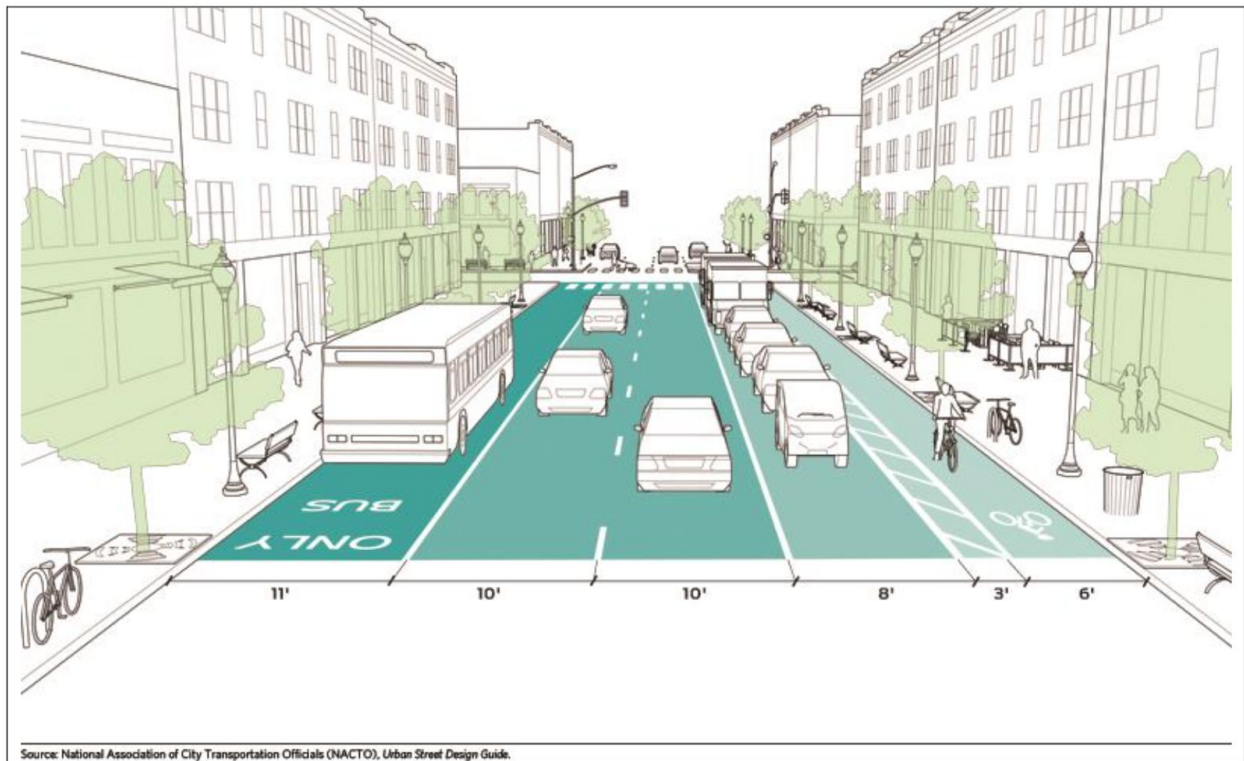 BUS
ONLY
11' 10' 10' 8' 3' 6'
Source: National Association of City Transportation Officials (NACTO), Urban Street Design Guide.